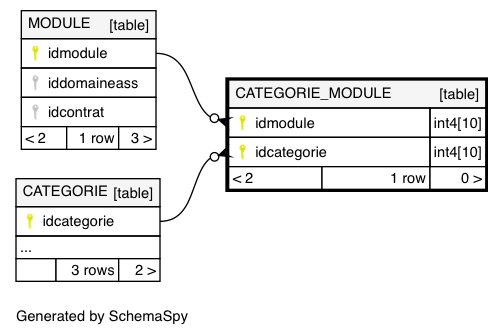 MODULE [table]
idmodule
iddomaineass
idcontrat
< 2 1 row 3 >
CATEGORIE_MODULE [table]
idmodule int4[10]
idcategorie int4[10]
< 2 1 row 0 >
CATEGORIE [table]
idcategorie
...
3 rows 2 >
Generated by SchemaSpy